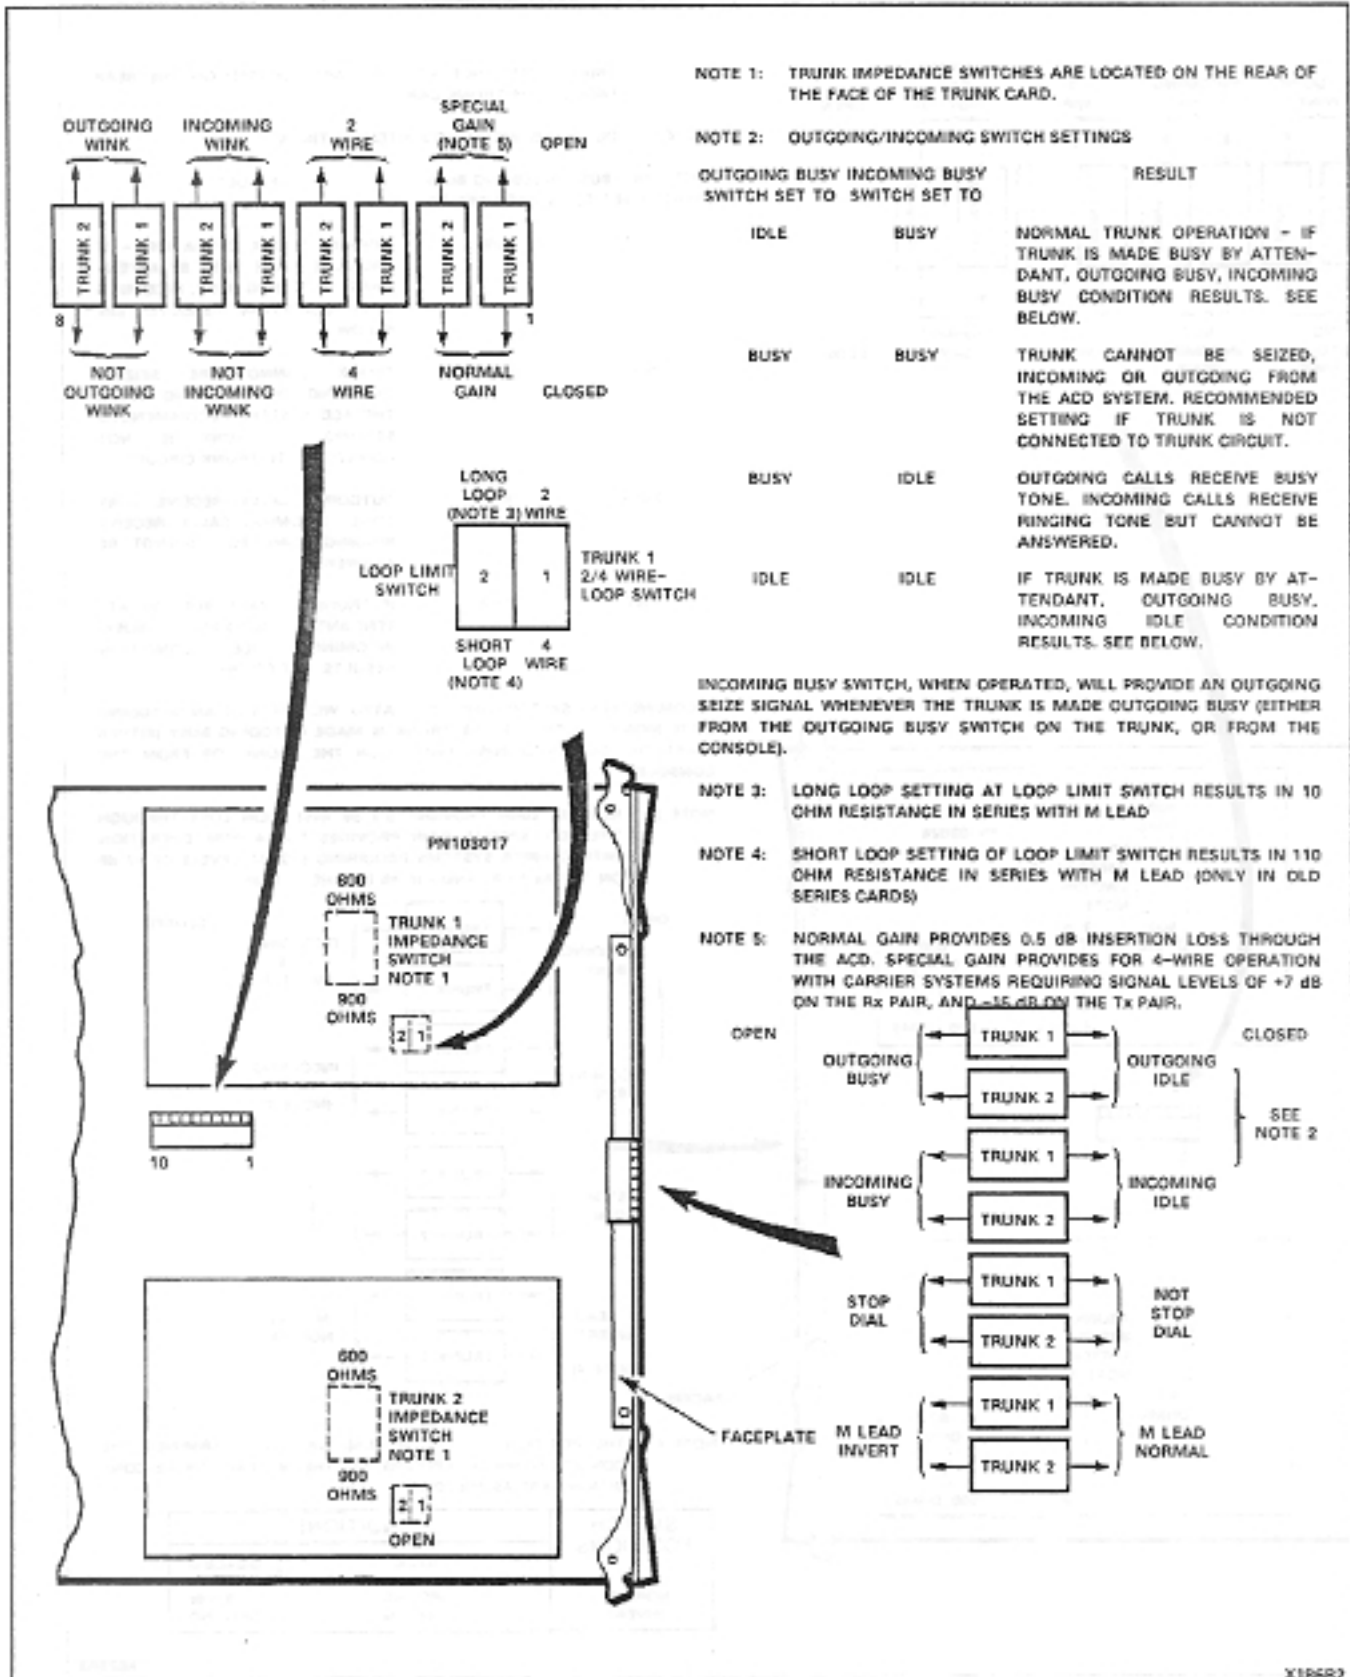 NOTE 1: TRUNK IMPEDANCE SWITCHES ARE LOCATED ON THE REAR OF
THE FACE OF THE TRUNK CARD.
NOTE 2: OUTGOING/INCOMING SWITCH SETTINGS
OUTGOING BUSY INCOMING BUSY RESULT
SWITCH SET TO SWITCH SET TO
IDLE BUSY NORMAL TRUNK OPERATION - IF
TRUNK IS MADE BUSY BY ATTEN-
DANT, OUTGOING BUSY, INCOMING
BUSY CONDITION RESULTS. SEE
BELOW.
BUSY BUSY TRUNK CANNOT BE SEIZED,
INCOMING OR OUTGOING FROM
THE ACD SYSTEM. RECOMMENDED
SETTING IF TRUNK IS NOT
CONNECTED TO TRUNK CIRCUIT.
BUSY IDLE OUTGOING CALLS RECEIVE BUSY
TONE. INCOMING CALLS RECEIVE
RINGING TONE BUT CANNOT BE
ANSWERED.
IDLE IDLE IF TRUNK IS MADE BUSY BY AT-
TENDANT, OUTGOING BUSY,
INCOMING IDLE CONDITION
RESULTS. SEE BELOW.
INCOMING BUSY SWITCH, WHEN OPERATED, WILL PROVIDE AN OUTGOING
SEIZE SIGNAL WHENEVER THE TRUNK IS MADE OUTGOING BUSY (EITHER
FROM THE OUTGOING BUSY SWITCH ON THE TRUNK, OR FROM THE
CONSOLE).
NOTE 3: LONG LOOP SETTING AT LOOP LIMIT SWITCH RESULTS IN 10
OHM RESISTANCE IN SERIES WITH M LEAD
NOTE 4: SHORT LOOP SETTING OF LOOP LIMIT SWITCH RESULTS IN 110
OHM RESISTANCE IN SERIES WITH M LEAD (ONLY IN OLD
SERIES CARDS)
NOTE 5: NORMAL GAIN PROVIDES 0.5 dB INSERTION LOSS THROUGH
THE ACD. SPECIAL GAIN PROVIDES FOR 4-WIRE OPERATION
WITH CARRIER SYSTEMS REQUIRING SIGNAL LEVELS OF +7 dB
ON THE Rx PAIR, AND -16 dB ON THE Tx PAIR.
OUTGOING
WINK
INCOMING
WINK
2
WIRE
SPECIAL
GAIN
(NOTE 5)
OPEN
TRUNK 2
TRUNK 1
TRUNK 2
TRUNK 1
TRUNK 2
TRUNK 1
TRUNK 2
TRUNK 1
8
1
NOT
OUTGOING
WINK
NOT
INCOMING
WINK
4
WIRE
NORMAL
GAIN
CLOSED
LONG
LOOP
(NOTE 3)
2
WIRE
LOOP LIMIT
SWITCH
2
1
TRUNK 1
2/4 WIRE-
LOOP SWITCH
SHORT
LOOP
(NOTE 4)
4
WIRE
PN103017
600
OHMS
TRUNK 1
IMPEDANCE
SWITCH
NOTE 1
900
OHMS
2 1
10
1
600
OHMS
TRUNK 2
IMPEDANCE
SWITCH
NOTE 1
900
OHMS
2 1
OPEN
FACEPLATE
OPEN
CLOSED
OUTGOING
BUSY
TRUNK 1
TRUNK 2
OUTGOING
IDLE
INCOMING
BUSY
TRUNK 1
TRUNK 2
INCOMING
IDLE
SEE
NOTE 2
STOP
DIAL
TRUNK 1
TRUNK 2
NOT
STOP
DIAL
M LEAD
INVERT
TRUNK 1
TRUNK 2
M LEAD
NORMAL